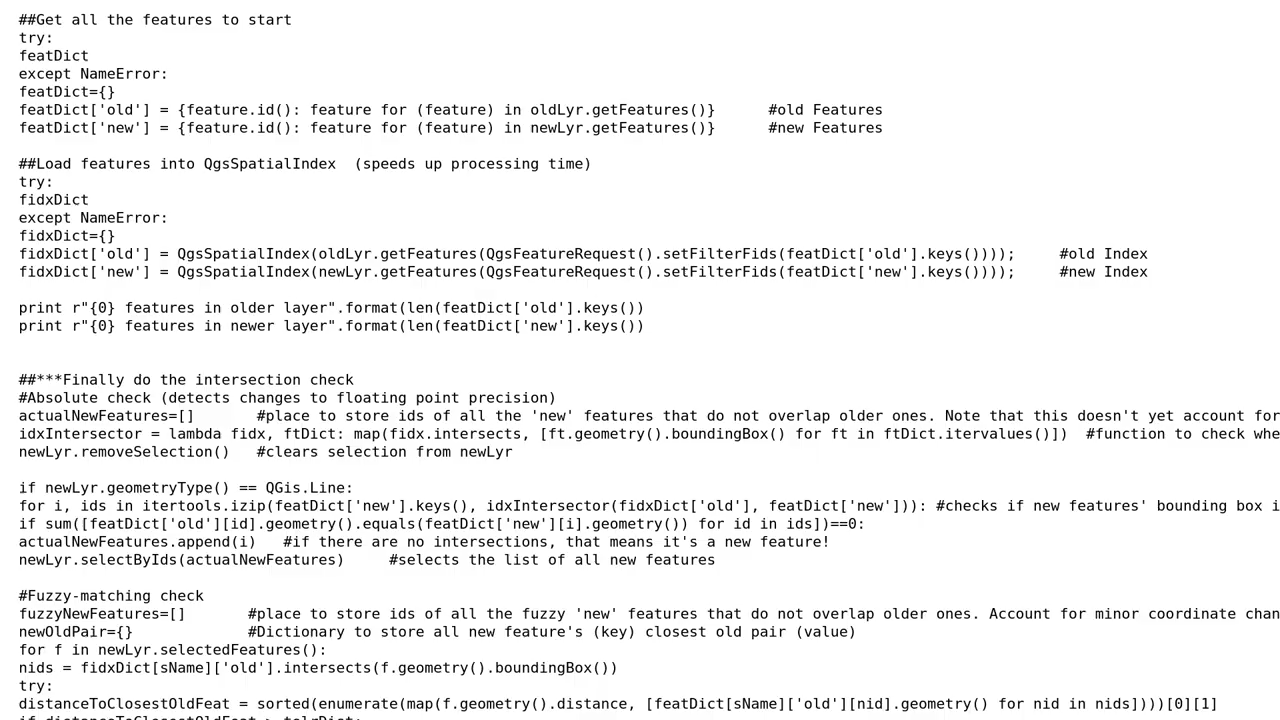 ##Get all the features to start
try:
featDict
except NameError:
featDict={}
featDict['old'] = {feature.id(): feature for (feature) in oldLyr.getFeatures()}      #old Features
featDict['new'] = {feature.id(): feature for (feature) in newLyr.getFeatures()}      #new Features
##Load features into QgsSpatialIndex  (speeds up processing time)
try:
fidxDict
except NameError:
fidxDict={}
fidxDict['old'] = QgsSpatialIndex(oldLyr.getFeatures(QgsFeatureRequest().setFilterFids(featDict['old'].keys())));     #old Index
fidxDict['new'] = QgsSpatialIndex(newLyr.getFeatures(QgsFeatureRequest().setFilterFids(featDict['new'].keys())));     #new Index
print r"{0} features in older layer".format(len(featDict['old'].keys())
print r"{0} features in newer layer".format(len(featDict['new'].keys())
##***Finally do the intersection check
#Absolute check (detects changes to floating point precision)
actualNewFeatures=[]       #place to store ids of all the 'new' features that do not overlap older ones. Note that this doesn't yet account for
idxIntersector = lambda fidx, ftDict: map(fidx.intersects, [ft.geometry().boundingBox() for ft in ftDict.itervalues()])  #function to check whe
newLyr.removeSelection()   #clears selection from newLyr
if newLyr.geometryType() == QGis.Line:
for i, ids in itertools.izip(featDict['new'].keys(), idxIntersector(fidxDict['old'], featDict['new'])): #checks if new features' bounding box i
if sum([featDict['old'][id].geometry().equals(featDict['new'][i].geometry()) for id in ids])==0:
actualNewFeatures.append(i)   #if there are no intersections, that means it's a new feature!
newLyr.selectByIds(actualNewFeatures)     #selects the list of all new features
#Fuzzy-matching check
fuzzyNewFeatures=[]       #place to store ids of all the fuzzy 'new' features that do not overlap older ones. Account for minor coordinate chan
newOldPair={}             #Dictionary to store all new feature's (key) closest old pair (value)
for f in newLyr.selectedFeatures():
nids = fidxDict[sName]['old'].intersects(f.geometry().boundingBox())
try:
distanceToClosestOldFeat = sorted(enumerate(map(f.geometry().distance, [featDict[sName]['old'][nid].geometry() for nid in nids])))[0][1]
if distanceToClosestOldFeat > tolrDict: